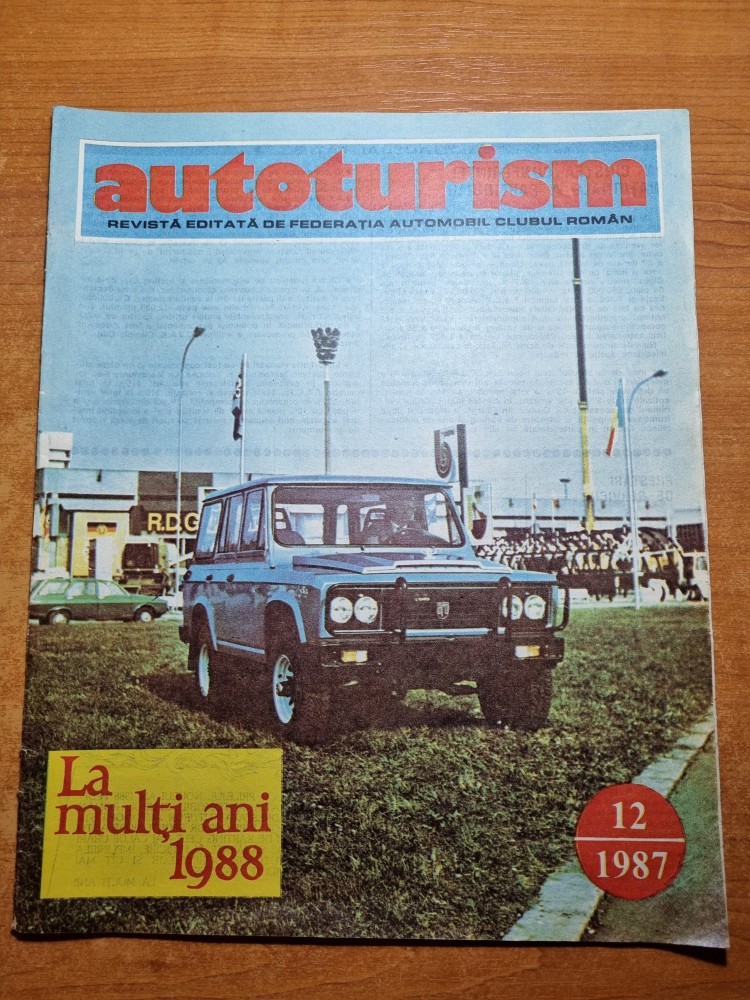 autoturism
REVISTĂ EDITATĂ DE FEDERAȚIA AUTOMOBIL CLUBUL ROMÂN
R.D.G
La
mulți ani
1988
12
1987